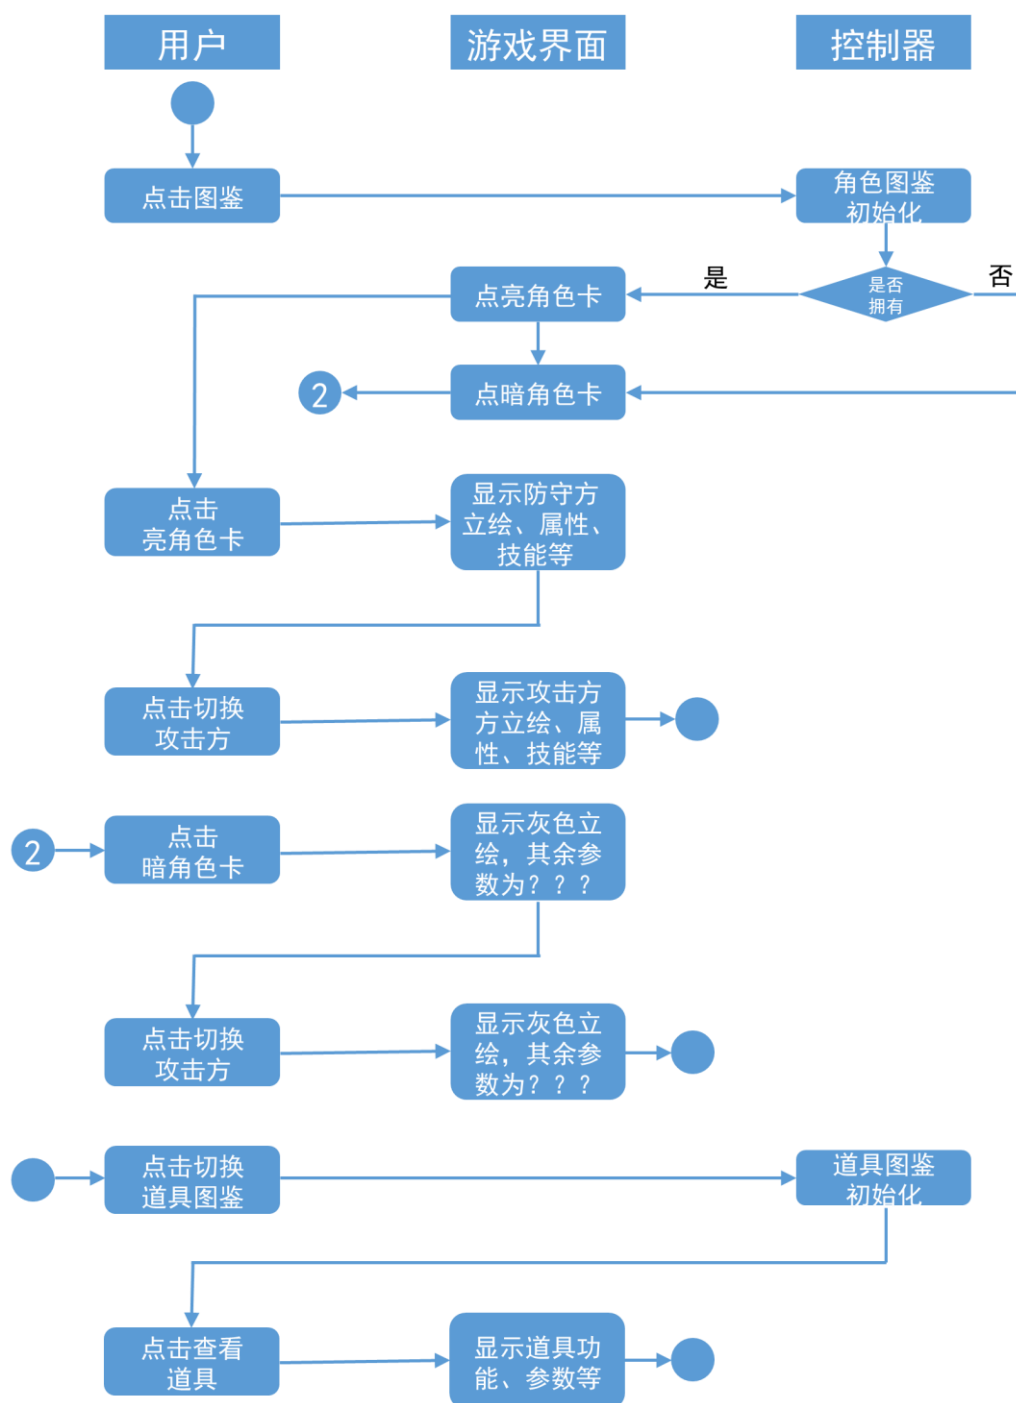 用户
游戏界面
控制器
点击图鉴
角色图鉴
初始化
点亮角色卡
是
是否
拥有
否
2
点暗角色卡
点击
亮角色卡
显示防守方
立绘、属性、
技能等
点击切换
攻击方
显示攻击方
方立绘、属
性、技能等
2
点击
暗角色卡
显示灰色立
绘，其余参
数为？？？
点击切换
攻击方
显示灰色立
绘，其余参
数为？？？
点击切换
道具图鉴
道具图鉴
初始化
点击查看
道具
显示道具功
能、参数等